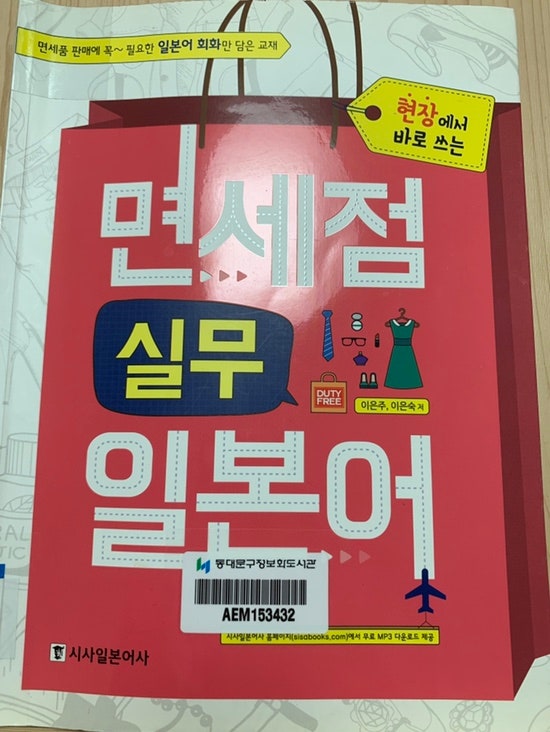 면세품 판매에 꼭~ 필요한 일본어 회화만 담은 교재
현장에서
바로 쓰는
면세점
실무
DUTY
FREE
이은주, 이은숙 저
일본어
동대문구정보화도서관
AEM153432
시사일본어사 홈페이지(sisabooks.com)에서 무료 MP3 다운로드 제공
시사일본어사